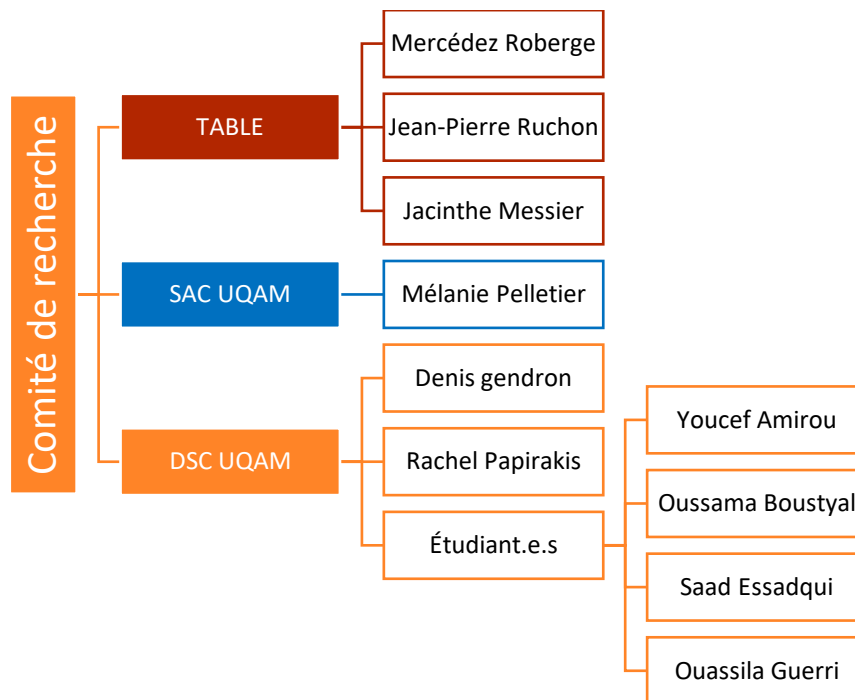 Comité de recherche
TABLE
Mercédez Roberge
Jean-Pierre Ruchon
Jacinthe Messier
SAC UQAM
Mélanie Pelletier
DSC UQAM
Denis gendron
Rachel Papirakis
Étudiant.e.s
Youcef Amirou
Oussama Boustyal
Saad Essadqui
Ouassila Guerri